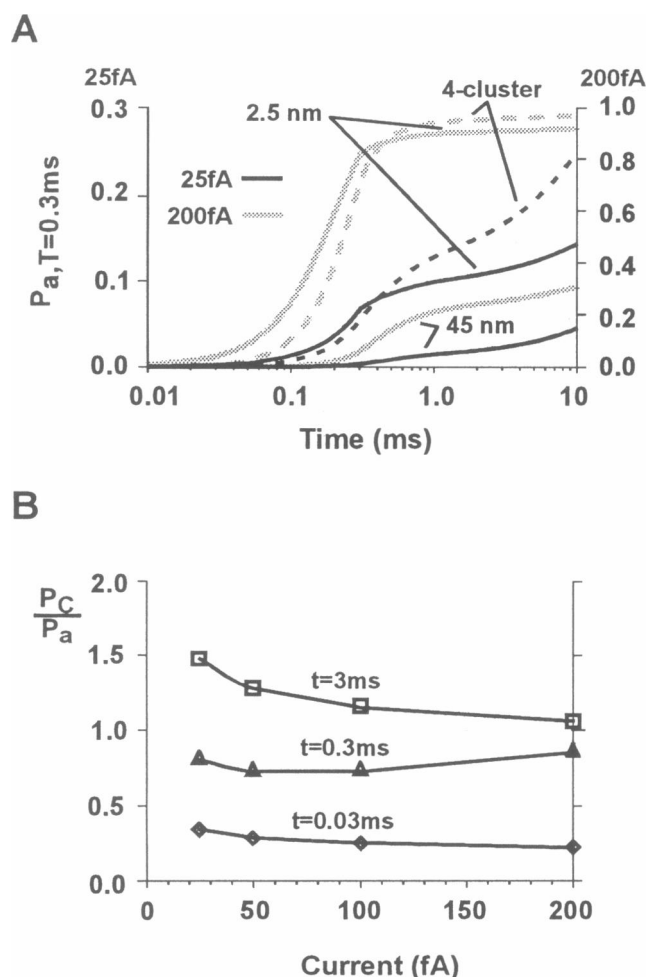 A
25fA
200fA
4-cluster
0.3
1.0
2.5 nm
0.8
25fA
0.2
200fA
0.6
P_a,T=0.3ms
0.1
0.4
45 nm
0.2
0.0
0.0
0.01
0.1
1.0
10
Time (ms)
B
2.0
P_C
P_a
1.5
t=3ms
1.0
t=0.3ms
0.5
t=0.03ms
0.0
0
50
100
150
200
Current (fA)